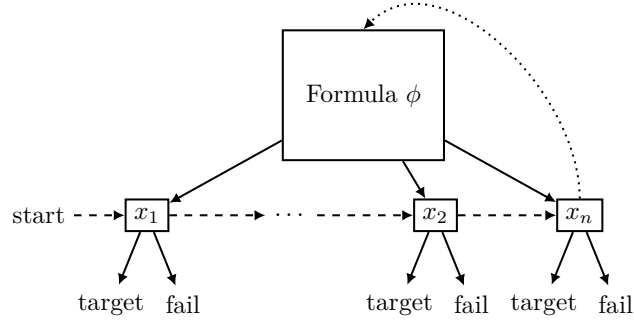 Formula ϕ
start x₁ ··· x₂ xₙ
target fail target fail target fail